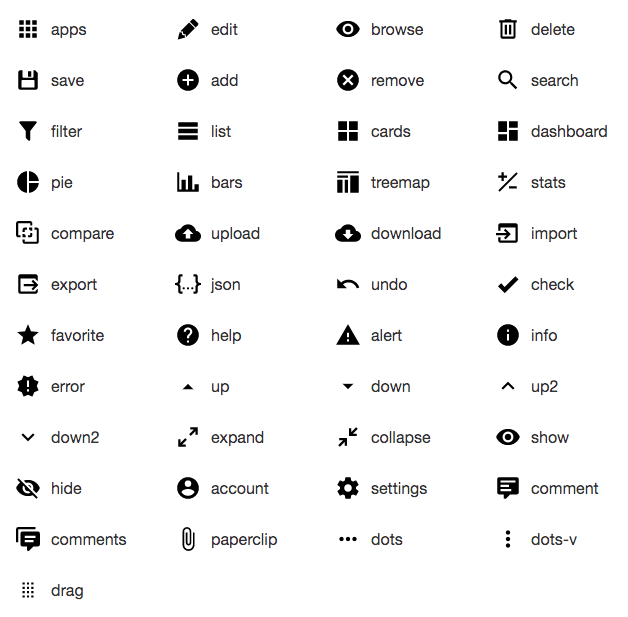 apps edit browse delete
save add remove search
filter list cards dashboard
pie bars treemap stats
compare upload download import
export {...} json undo check
favorite ? help ! alert i info
! error up down up2
down2 expand collapse show
hide account settings comment
comments paperclip dots dots-v
drag